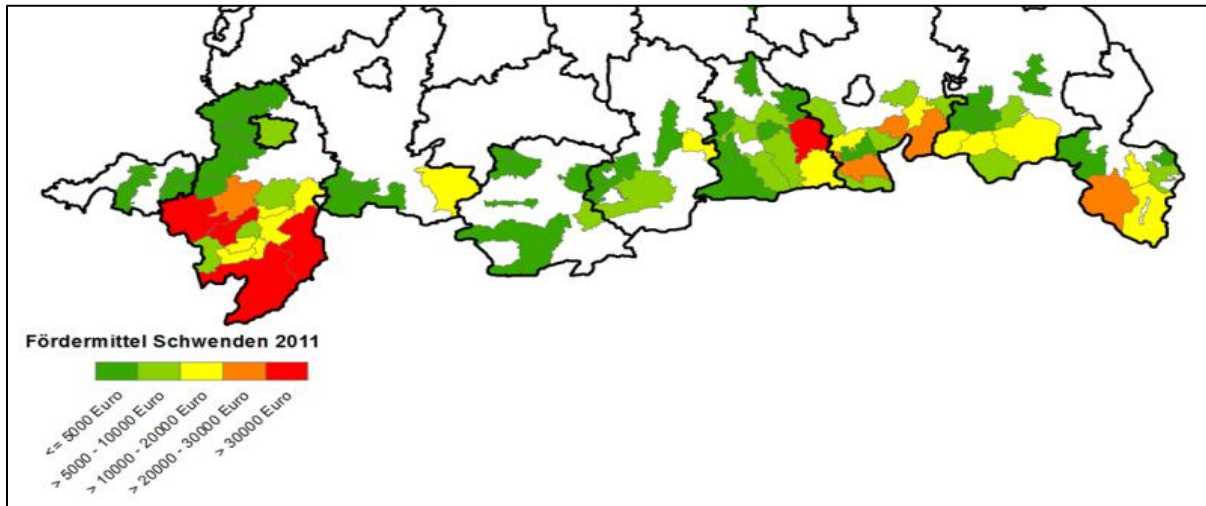 Fördermittel Schwenden 2011
<= 5000 Euro
> 5000 - 10000 Euro
> 10000 - 20000 Euro
> 20000 - 30000 Euro
> 30000 Euro